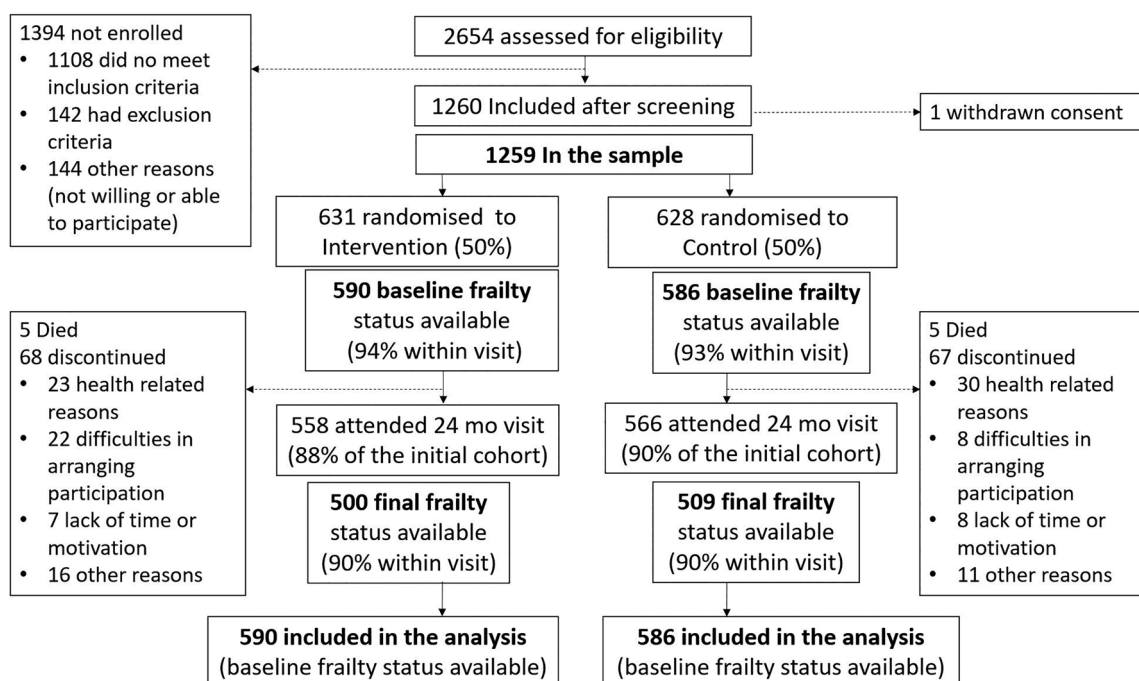 2654 assessed for eligibility
1394 not enrolled
• 1108 did no meet
inclusion criteria
• 142 had exclusion
criteria
• 144 other reasons
(not willing or able
to participate)
1260 Included after screening
1 withdrawn consent
1259 In the sample
631 randomised to
Intervention (50%)
628 randomised to
Control (50%)
590 baseline frailty
status available
(94% within visit)
586 baseline frailty
status available
(93% within visit)
5 Died
68 discontinued
• 23 health related
reasons
• 22 difficulties in
arranging
participation
• 7 lack of time or
motivation
• 16 other reasons
5 Died
67 discontinued
• 30 health related
reasons
• 8 difficulties in
arranging
participation
• 8 lack of time or
motivation
• 11 other reasons
558 attended 24 mo visit
(88% of the initial cohort)
566 attended 24 mo visit
(90% of the initial cohort)
500 final frailty
status available
(90% within visit)
509 final frailty
status available
(90% within visit)
590 included in the analysis
(baseline frailty status available)
586 included in the analysis
(baseline frailty status available)